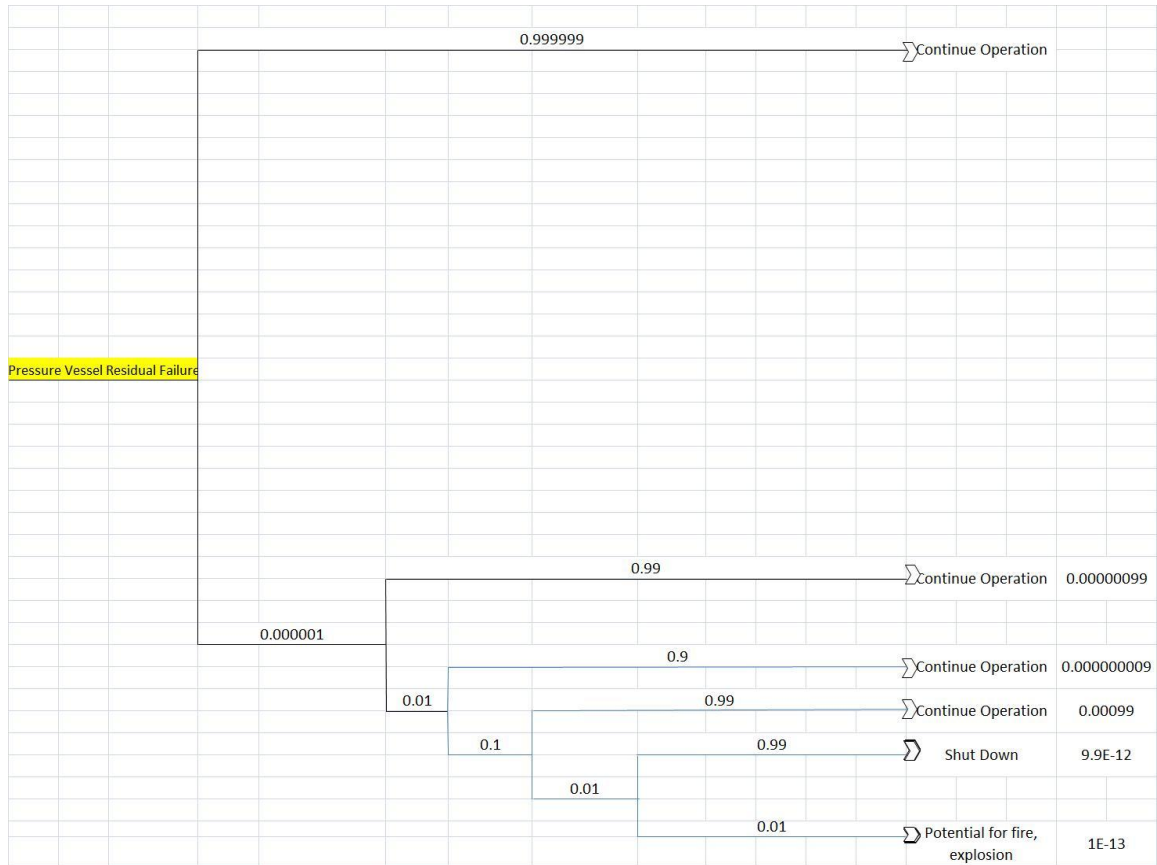 0.999999
Continue Operation
Pressure Vessel Residual Failure
0.99
Continue Operation 0.00000099
0.000001
0.9
Continue Operation 0.000000009
0.01
0.99
Continue Operation 0.00099
0.1
0.99
Shut Down 9.9E-12
0.01
0.01
Potential for fire,
explosion
1E-13